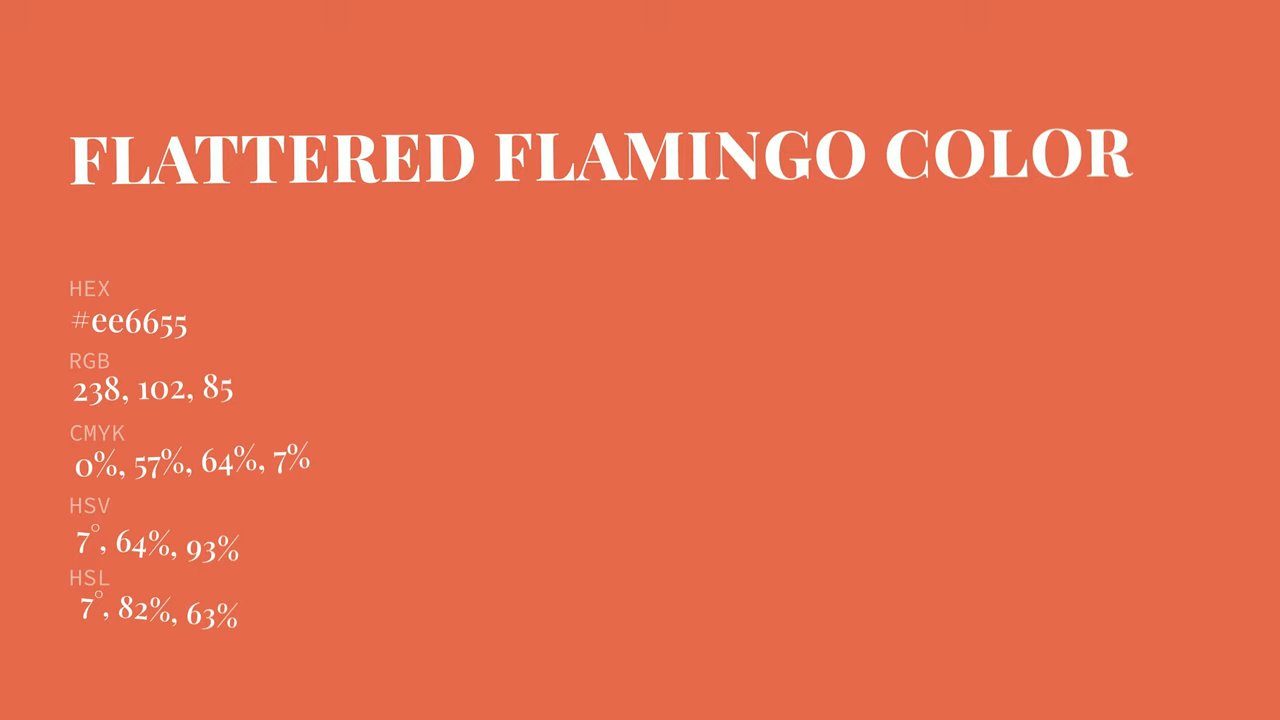 FLATTERED FLAMINGO COLOR
HEX
#ee6655
RGB
238, 102, 85
CMYK
0%, 57%, 64%, 7%
HSV
7°, 64%, 93%
HSL
7°, 82%, 63%